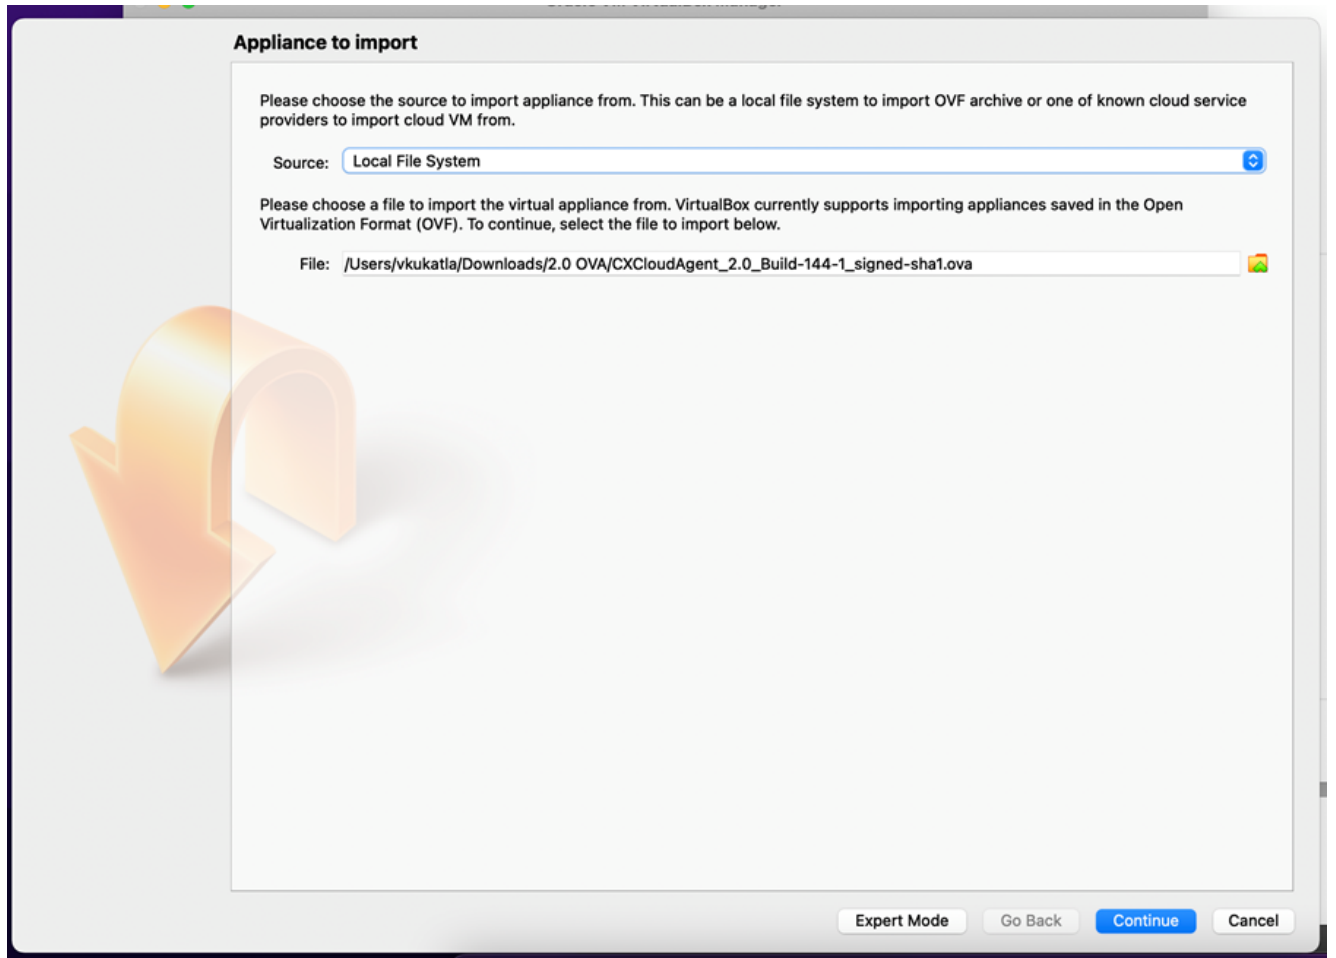 Appliance to import
Please choose the source to import appliance from. This can be a local file system to import OVF archive or one of known cloud service
providers to import cloud VM from.
Source: Local File System
Please choose a file to import the virtual appliance from. VirtualBox currently supports importing appliances saved in the Open
Virtualization Format (OVF). To continue, select the file to import below.
File: /Users/vkukatla/Downloads/2.0 OVA/CXCloudAgent_2.0_Build-144-1_signed-sha1.ova
Expert Mode Go Back Continue Cancel